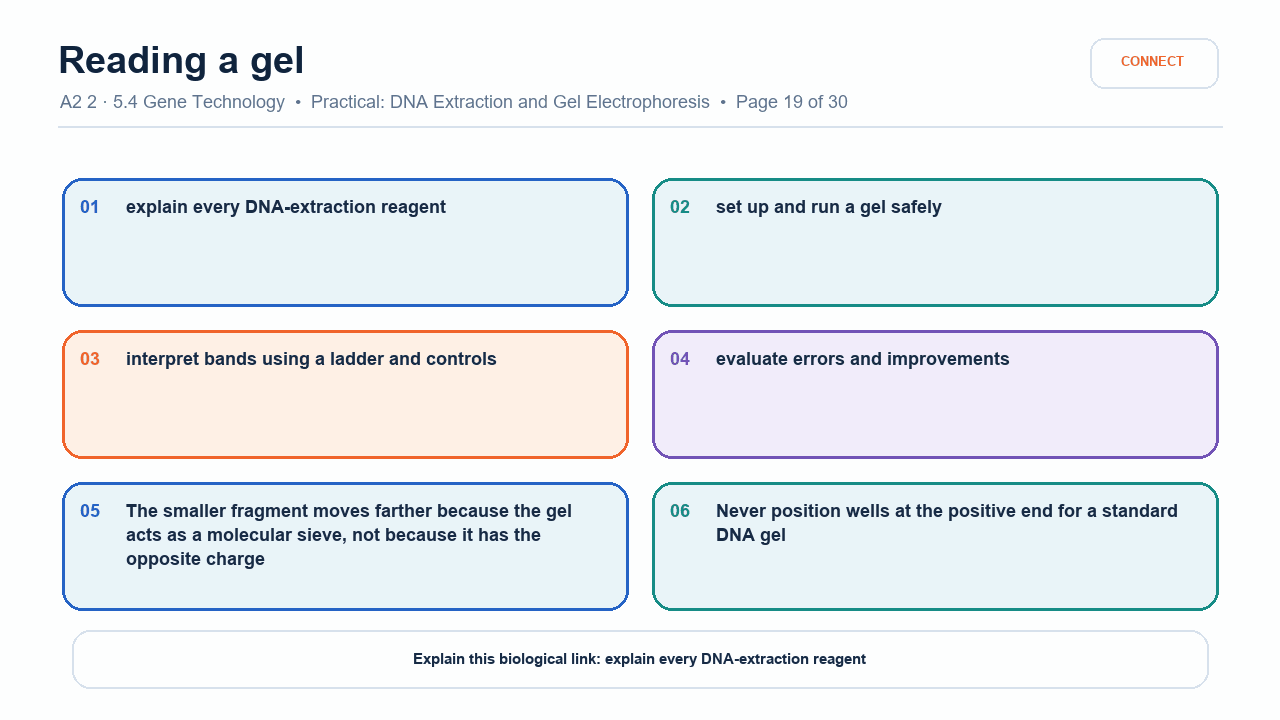 Reading a gel
CONNECT
A2 2 · 5.4 Gene Technology • Practical: DNA Extraction and Gel Electrophoresis • Page 19 of 30
01 explain every DNA-extraction reagent
02 set up and run a gel safely
03 interpret bands using a ladder and controls
04 evaluate errors and improvements
05 The smaller fragment moves farther because the gel
acts as a molecular sieve, not because it has the
opposite charge
06 Never position wells at the positive end for a standard
DNA gel
Explain this biological link: explain every DNA-extraction reagent